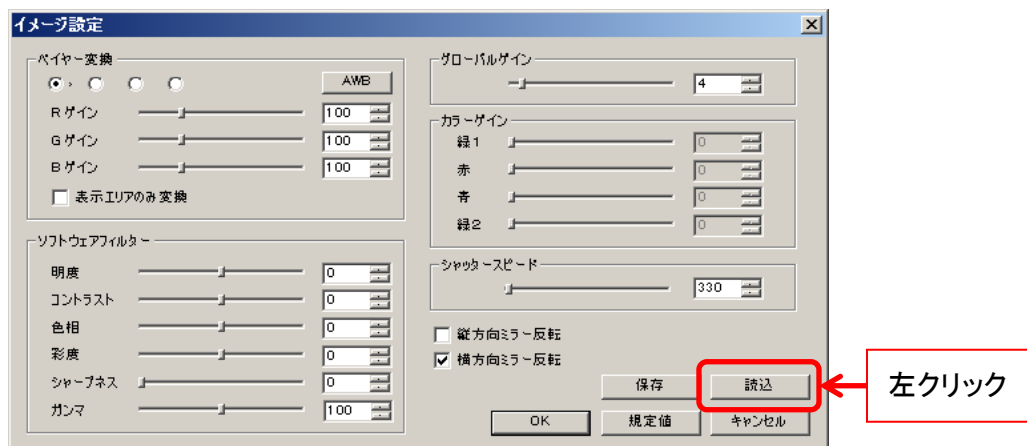 イメージ設定
ベイヤー変換
AWB
Rゲイン 100
Gゲイン 100
Bゲイン 100
表示エリアのみ変換
ソフトウェアフィルター
明度 0
コントラスト 0
色相 0
彩度 0
シャープネス 0
ガンマ 100
グローバルゲイン
4
カラーゲイン
緑1 0
赤 0
青 0
緑2 0
シャッタースピード
330
縦方向ミラー反転
横方向ミラー反転
保存 読込
OK 規定値 キャンセル
左クリック